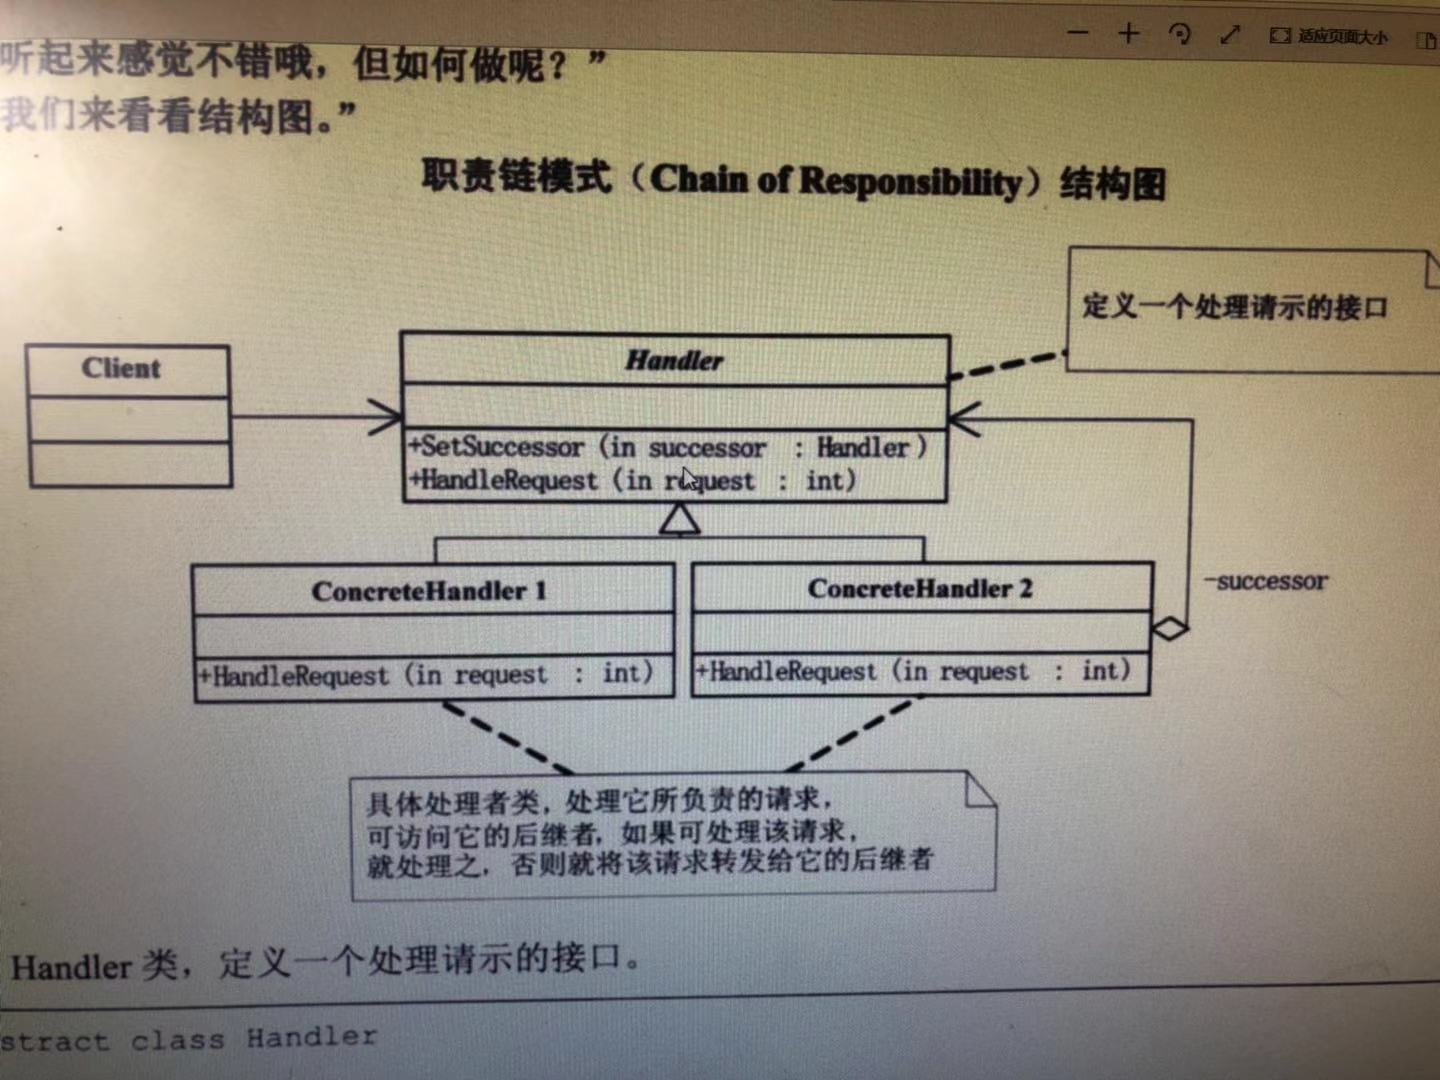 适应页面大小
听起来感觉不错哦，但如何做呢？”
我们来看看结构图。”
职责链模式（Chain of Responsibility）结构图
定义一个处理请示的接口
Client
Handler
+SetSuccessor (in successor : Handler)
+HandleRequest (in request : int)
ConcreteHandler 1
+HandleRequest (in request : int)
ConcreteHandler 2
+HandleRequest (in request : int)
-successor
具体处理者类，处理它所负责的请求，
可访问它的后继者，如果可处理该请求，
就处理之，否则就将该请求转发给它的后继者
Handler 类，定义一个处理请示的接口。
stract class Handler